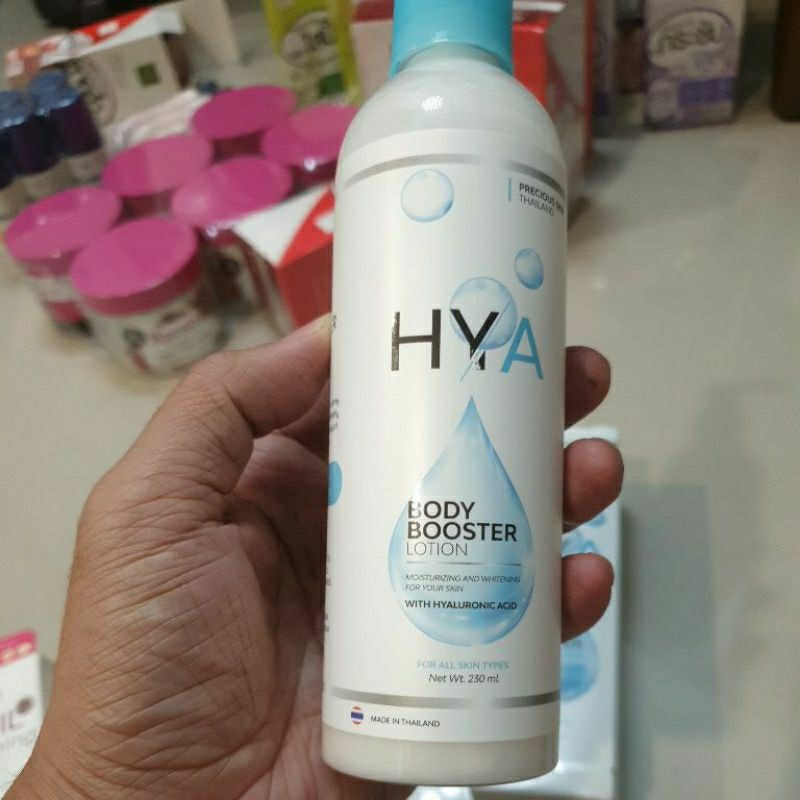 PRECIOUS
THAILAND
HYA
BODY
BOOSTER
LOTION
MOISTURIZING AND WHITENING
FOR YOUR SKIN
WITH HYALURONIC ACID
FOR ALL SKIN TYPES
Net Wt. 230 ml.
MADE IN THAILAND